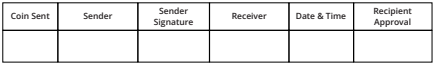 Coin Sent
Sender
Sender
Signature
Receiver
Date & Time
Recipient
Approval